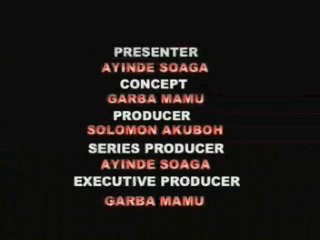 PRESENTER
AYINDE SOAGA
CONCEPT
GARBA MAMU
PRODUCER
SOLOMON AKUBOH
SERIES PRODUCER
AYINDE SOAGA
EXECUTIVE PRODUCER
GARBA MAMU